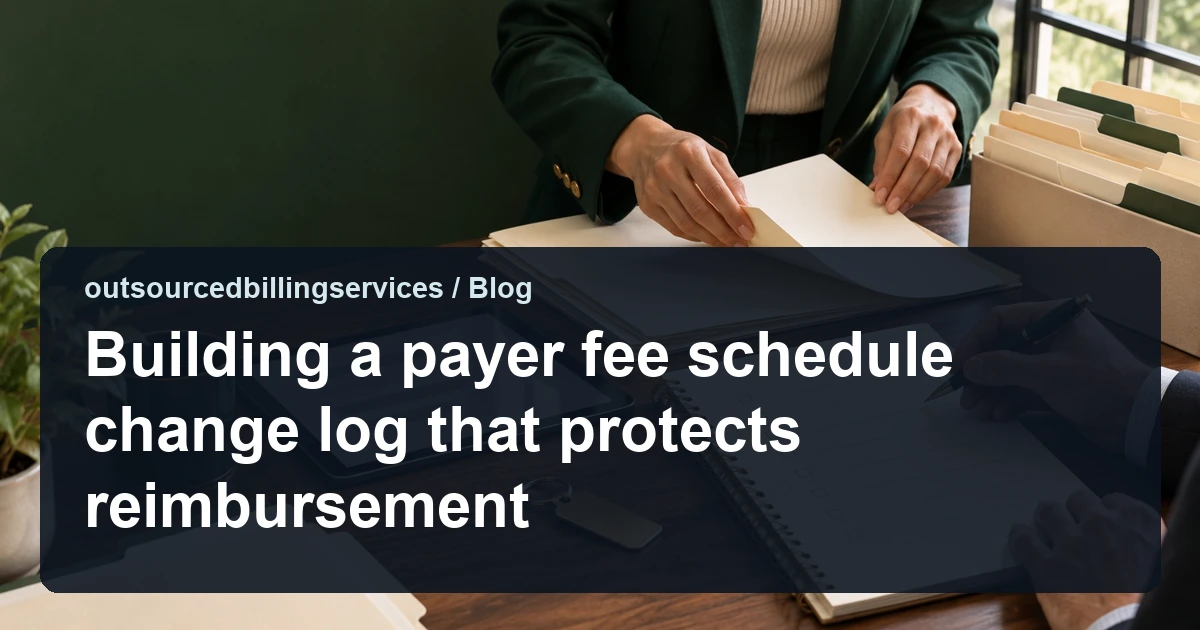 outsourcedbillingservices / Blog
Building a payer fee schedule
change log that protects
reimbursement